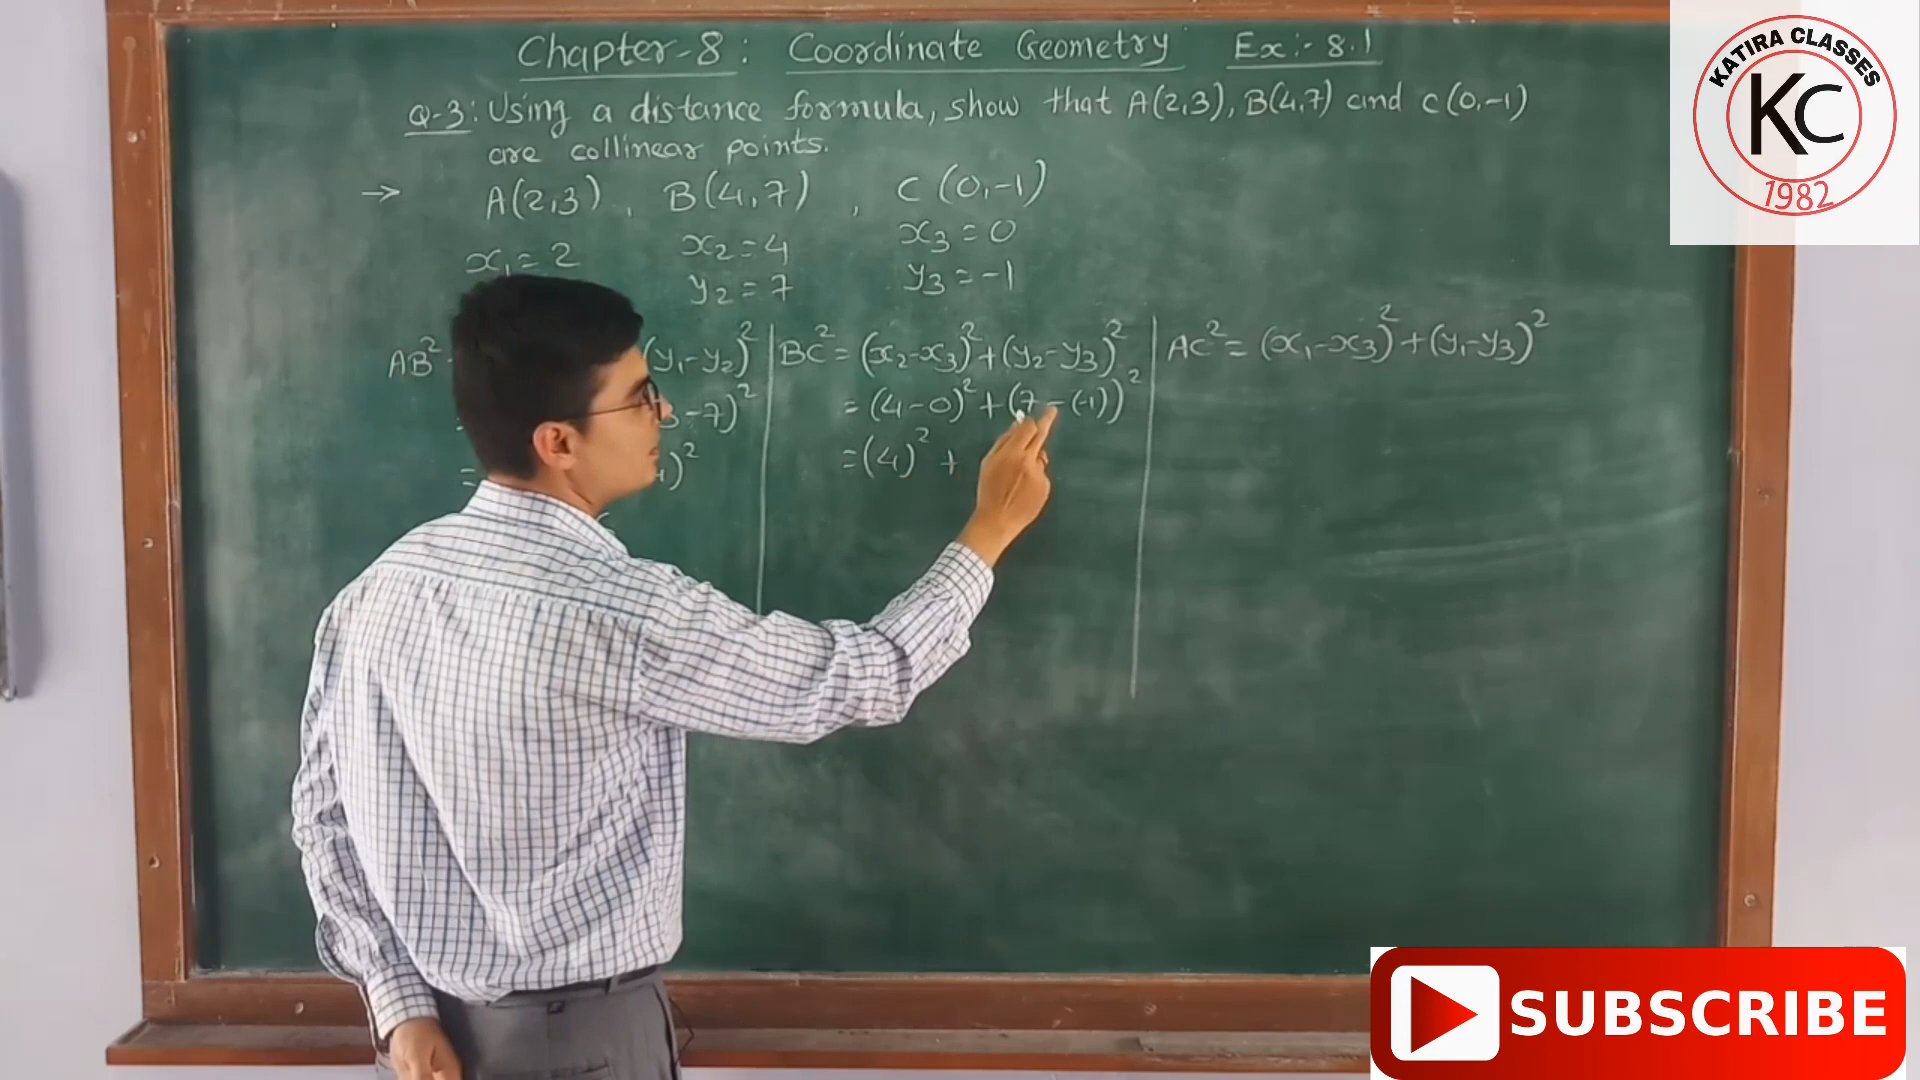 Chapter-8 : Coordinate Geometry Ex:- 8.1
Q-3 : Using a distance formula, show that A(2,3), B(4,7) and C(0,-1)
are collinear points.
→ A(2,3) , B(4,7) , C(0,-1)
x₁=2 x₂=4 x₃=0
y₂=7 y₃=-1
AB² (y₁-y₂)² BC² = (x₂-x₃)²+(y₂-y₃)² AC² = (x₁-x₃)²+(y₁-y₃)²
-7)² = (4-0)²+(7-(-1))²
= )² =(4)² +
KATIRA CLASSES
KC
1982
SUBSCRIBE